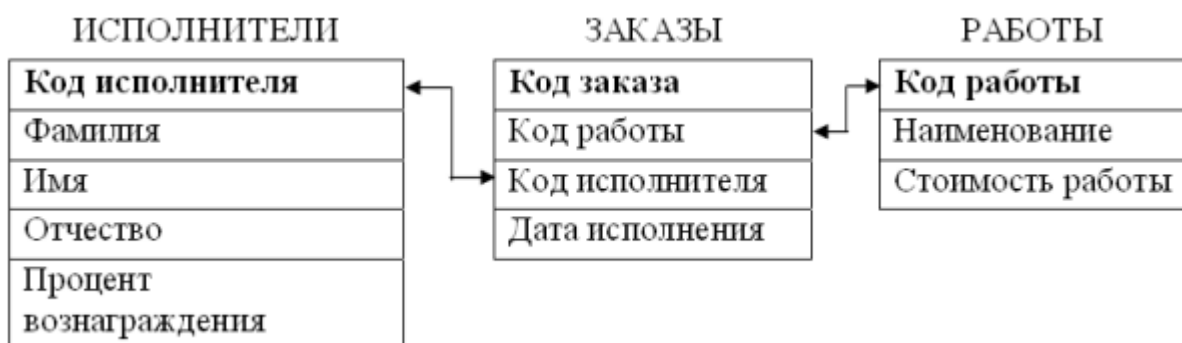 ИСПОЛНИТЕЛИ
Код исполнителя
Фамилия
Имя
Отчество
Процент
вознаграждения
ЗАКАЗЫ
Код заказа
Код работы
Код исполнителя
Дата исполнения
РАБОТЫ
Код работы
Наименование
Стоимость работы